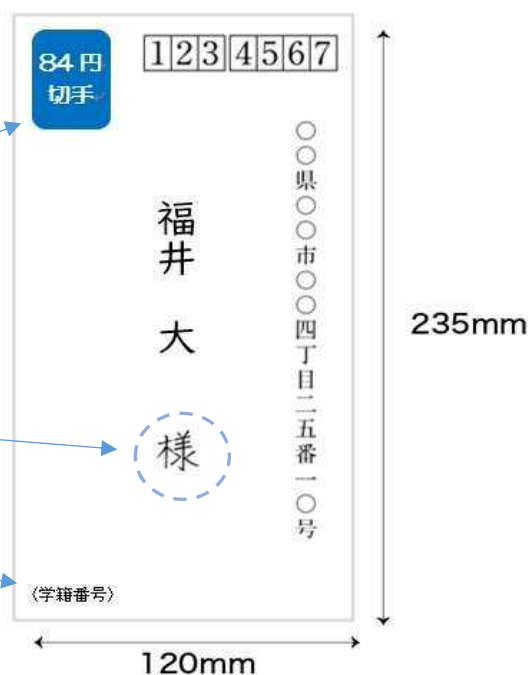 84円
切手
1234567
○○県○○市○○四丁目二五番一○号
福井 大 様
〈学籍番号〉
235mm
120mm